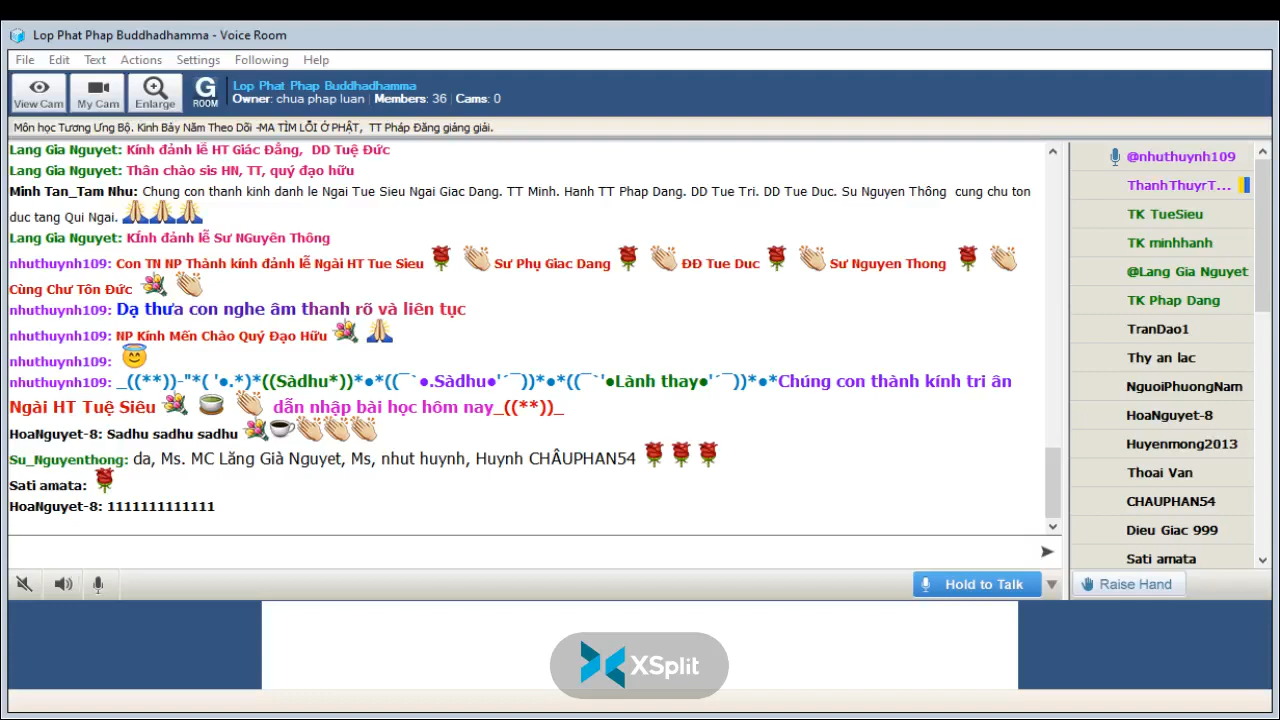 Lop Phat Phap Buddhadhamma - Voice Room
File Edit Text Actions Settings Following Help
View Cam My Cam Enlarge G ROOM
Lop Phat Phap Buddhadhamma
Owner: chua phap luan | Members: 36 | Cams: 0
Môn học Tương Ưng Bộ. Kinh Bảy Năm Theo Dõi -MA TÌM LỖI Ở PHẬT, TT Pháp Đăng giảng giải.
Lang Gia Nguyet: Kính đảnh lễ HT Giác Đẳng, DD Tuệ Đức
Lang Gia Nguyet: Thân chào sis HN, TT, quý đạo hữu
Minh Tan_Tam Nhu: Chung con thanh kinh danh le Ngai Tue Sieu Ngai Giac Dang. TT Minh. Hanh TT Phap Dang. DD Tue Tri. DD Tue Duc. Su Nguyen Thông cung chu ton
duc tang Qui Ngai.
Lang Gia Nguyet: KÍnh đảnh lễ Sư NGuyên Thông
nhuthuynh109: Con TN NP Thành kính đảnh lễ Ngài HT Tue Sieu Sư Phụ Giac Dang ĐĐ Tue Duc Sư Nguyen Thong
Cùng Chư Tôn Đức
nhuthuynh109: Dạ thưa con nghe âm thanh rõ và liên tục
nhuthuynh109: NP Kính Mến Chào Quý Đạo Hữu
nhuthuynh109:
nhuthuynh109: _((**))-"*( '●.*)*((Sàdhu*))*●*((¯`●.Sàdhu●'´¯))*●*((¯`'●Lành thay●'´¯))*●*Chúng con thành kính tri ân
Ngài HT Tuệ Siêu dẫn nhập bài học hôm nay_((**))_
HoaNguyet-8: Sadhu sadhu sadhu
Su_Nguyenthong: da, Ms. MC Lăng Già Nguyet, Ms, nhut huynh, Huynh CHÂUPHAN54
Sati amata:
HoaNguyet-8: 1111111111111
@nhuthuynh109
ThanhThuyrT...
TK TueSieu
TK minhhanh
@Lang Gia Nguyet
TK Phap Dang
TranDao1
Thy an lac
NguoiPhuongNam
HoaNguyet-8
Huyenmong2013
Thoai Van
CHAUPHAN54
Dieu Giac 999
Sati amata
Hold to Talk
Raise Hand
XSplit